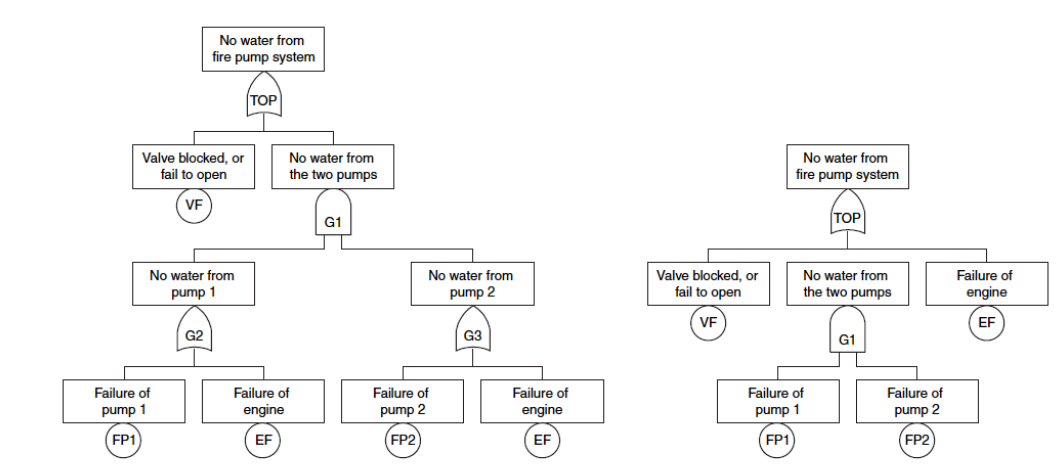 No water from
fire pump system
TOP
Valve blocked, or
fail to open
VF
No water from
the two pumps
G1
No water from
pump 1
G2
No water from
pump 2
G3
Failure of
pump 1
FP1
Failure of
engine
EF
Failure of
pump 2
FP2
Failure of
engine
EF
No water from
fire pump system
TOP
Valve blocked, or
fail to open
VF
No water from
the two pumps
G1
Failure of
engine
EF
Failure of
pump 1
FP1
Failure of
pump 2
FP2